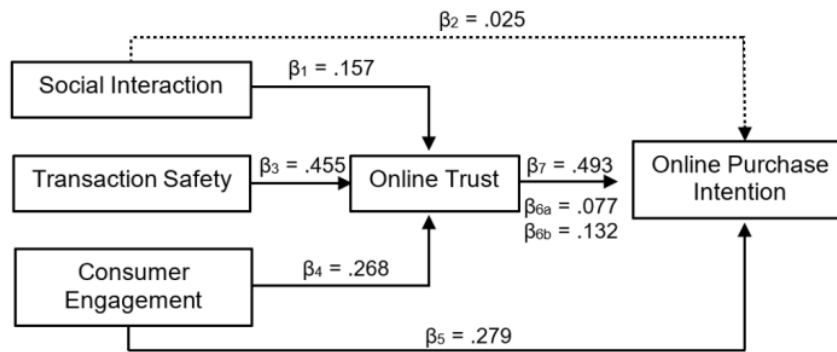 β2 = .025
Social Interaction
β1 = .157
Transaction Safety
β3 = .455
Online Trust
β7 = .493
β6a = .077
β6b = .132
Online Purchase
Intention
Consumer
Engagement
β4 = .268
β5 = .279